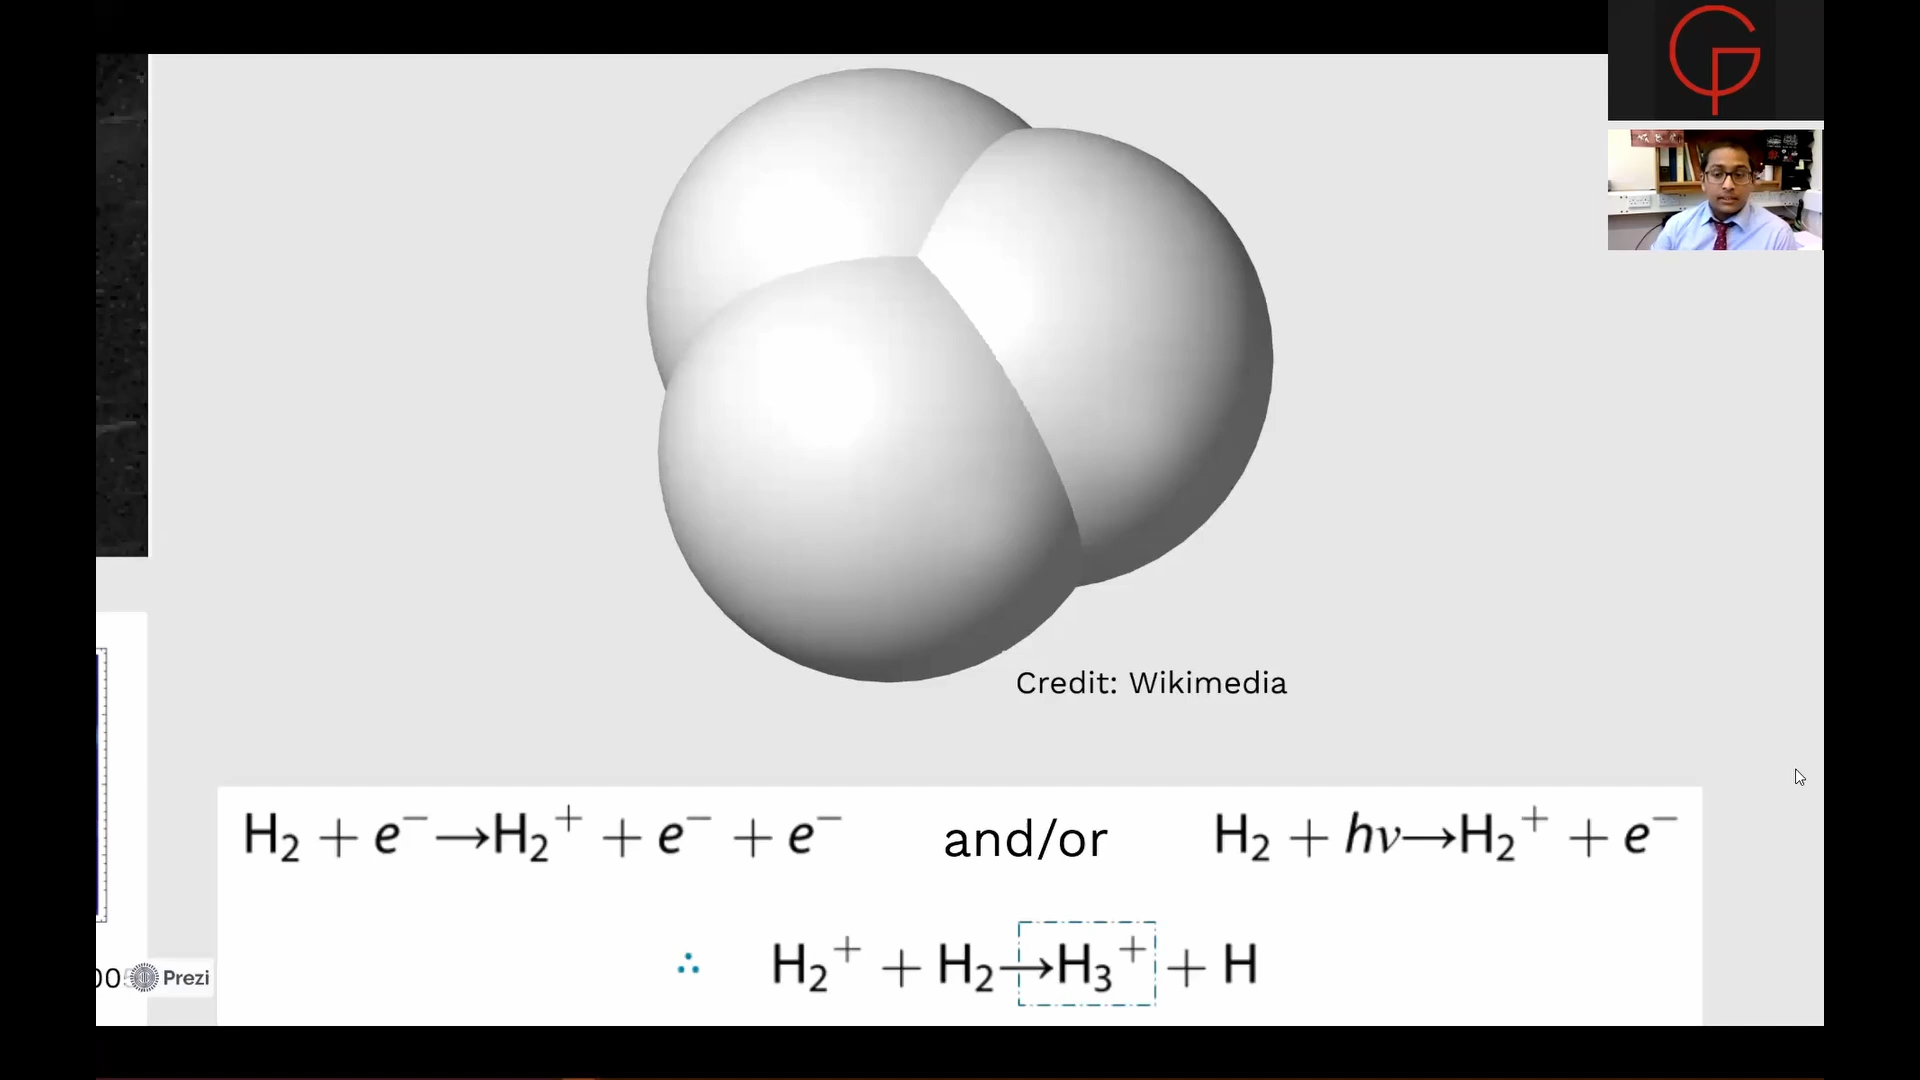 Credit: Wikimedia
H₂ + e⁻→H₂⁺ + e⁻ + e⁻ and/or H₂ + hν→H₂⁺ + e⁻
∴ H₂⁺ + H₂→H₃⁺ + H
Prezi